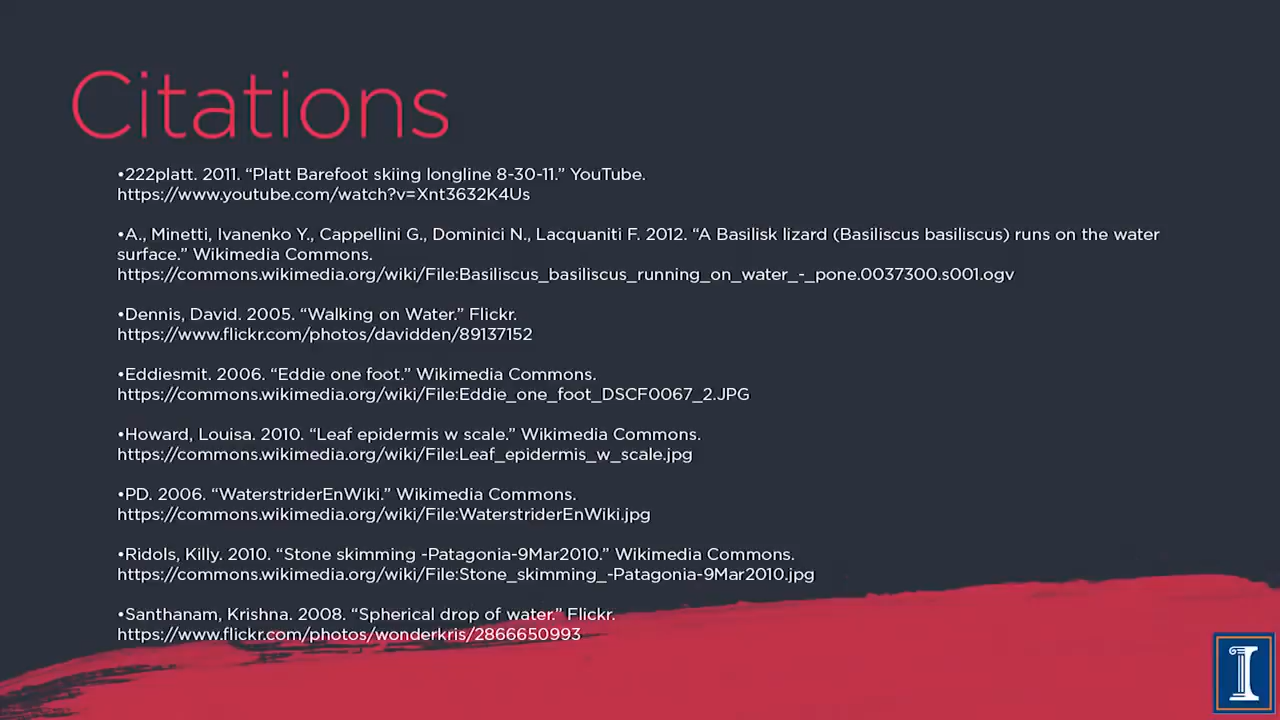 Citations
•222platt. 2011. “Platt Barefoot skiing longline 8-30-11.” YouTube.
https://www.youtube.com/watch?v=Xnt3632K4Us
•A., Minetti, Ivanenko Y., Cappellini G., Dominici N., Lacquaniti F. 2012. “A Basilisk lizard (Basiliscus basiliscus) runs on the water
surface.” Wikimedia Commons.
https://commons.wikimedia.org/wiki/File:Basiliscus_basiliscus_running_on_water_-_pone.0037300.s001.ogv
•Dennis, David. 2005. “Walking on Water.” Flickr.
https://www.flickr.com/photos/davidden/89137152
•Eddiesmit. 2006. “Eddie one foot.” Wikimedia Commons.
https://commons.wikimedia.org/wiki/File:Eddie_one_foot_DSCF0067_2.JPG
•Howard, Louisa. 2010. “Leaf epidermis w scale.” Wikimedia Commons.
https://commons.wikimedia.org/wiki/File:Leaf_epidermis_w_scale.jpg
•PD. 2006. “WaterstriderEnWiki.” Wikimedia Commons.
https://commons.wikimedia.org/wiki/File:WaterstriderEnWiki.jpg
•Ridols, Killy. 2010. “Stone skimming -Patagonia-9Mar2010.” Wikimedia Commons.
https://commons.wikimedia.org/wiki/File:Stone_skimming_-Patagonia-9Mar2010.jpg
•Santhanam, Krishna. 2008. “Spherical drop of water.” Flickr.
https://www.flickr.com/photos/wonderkris/2866650993
I